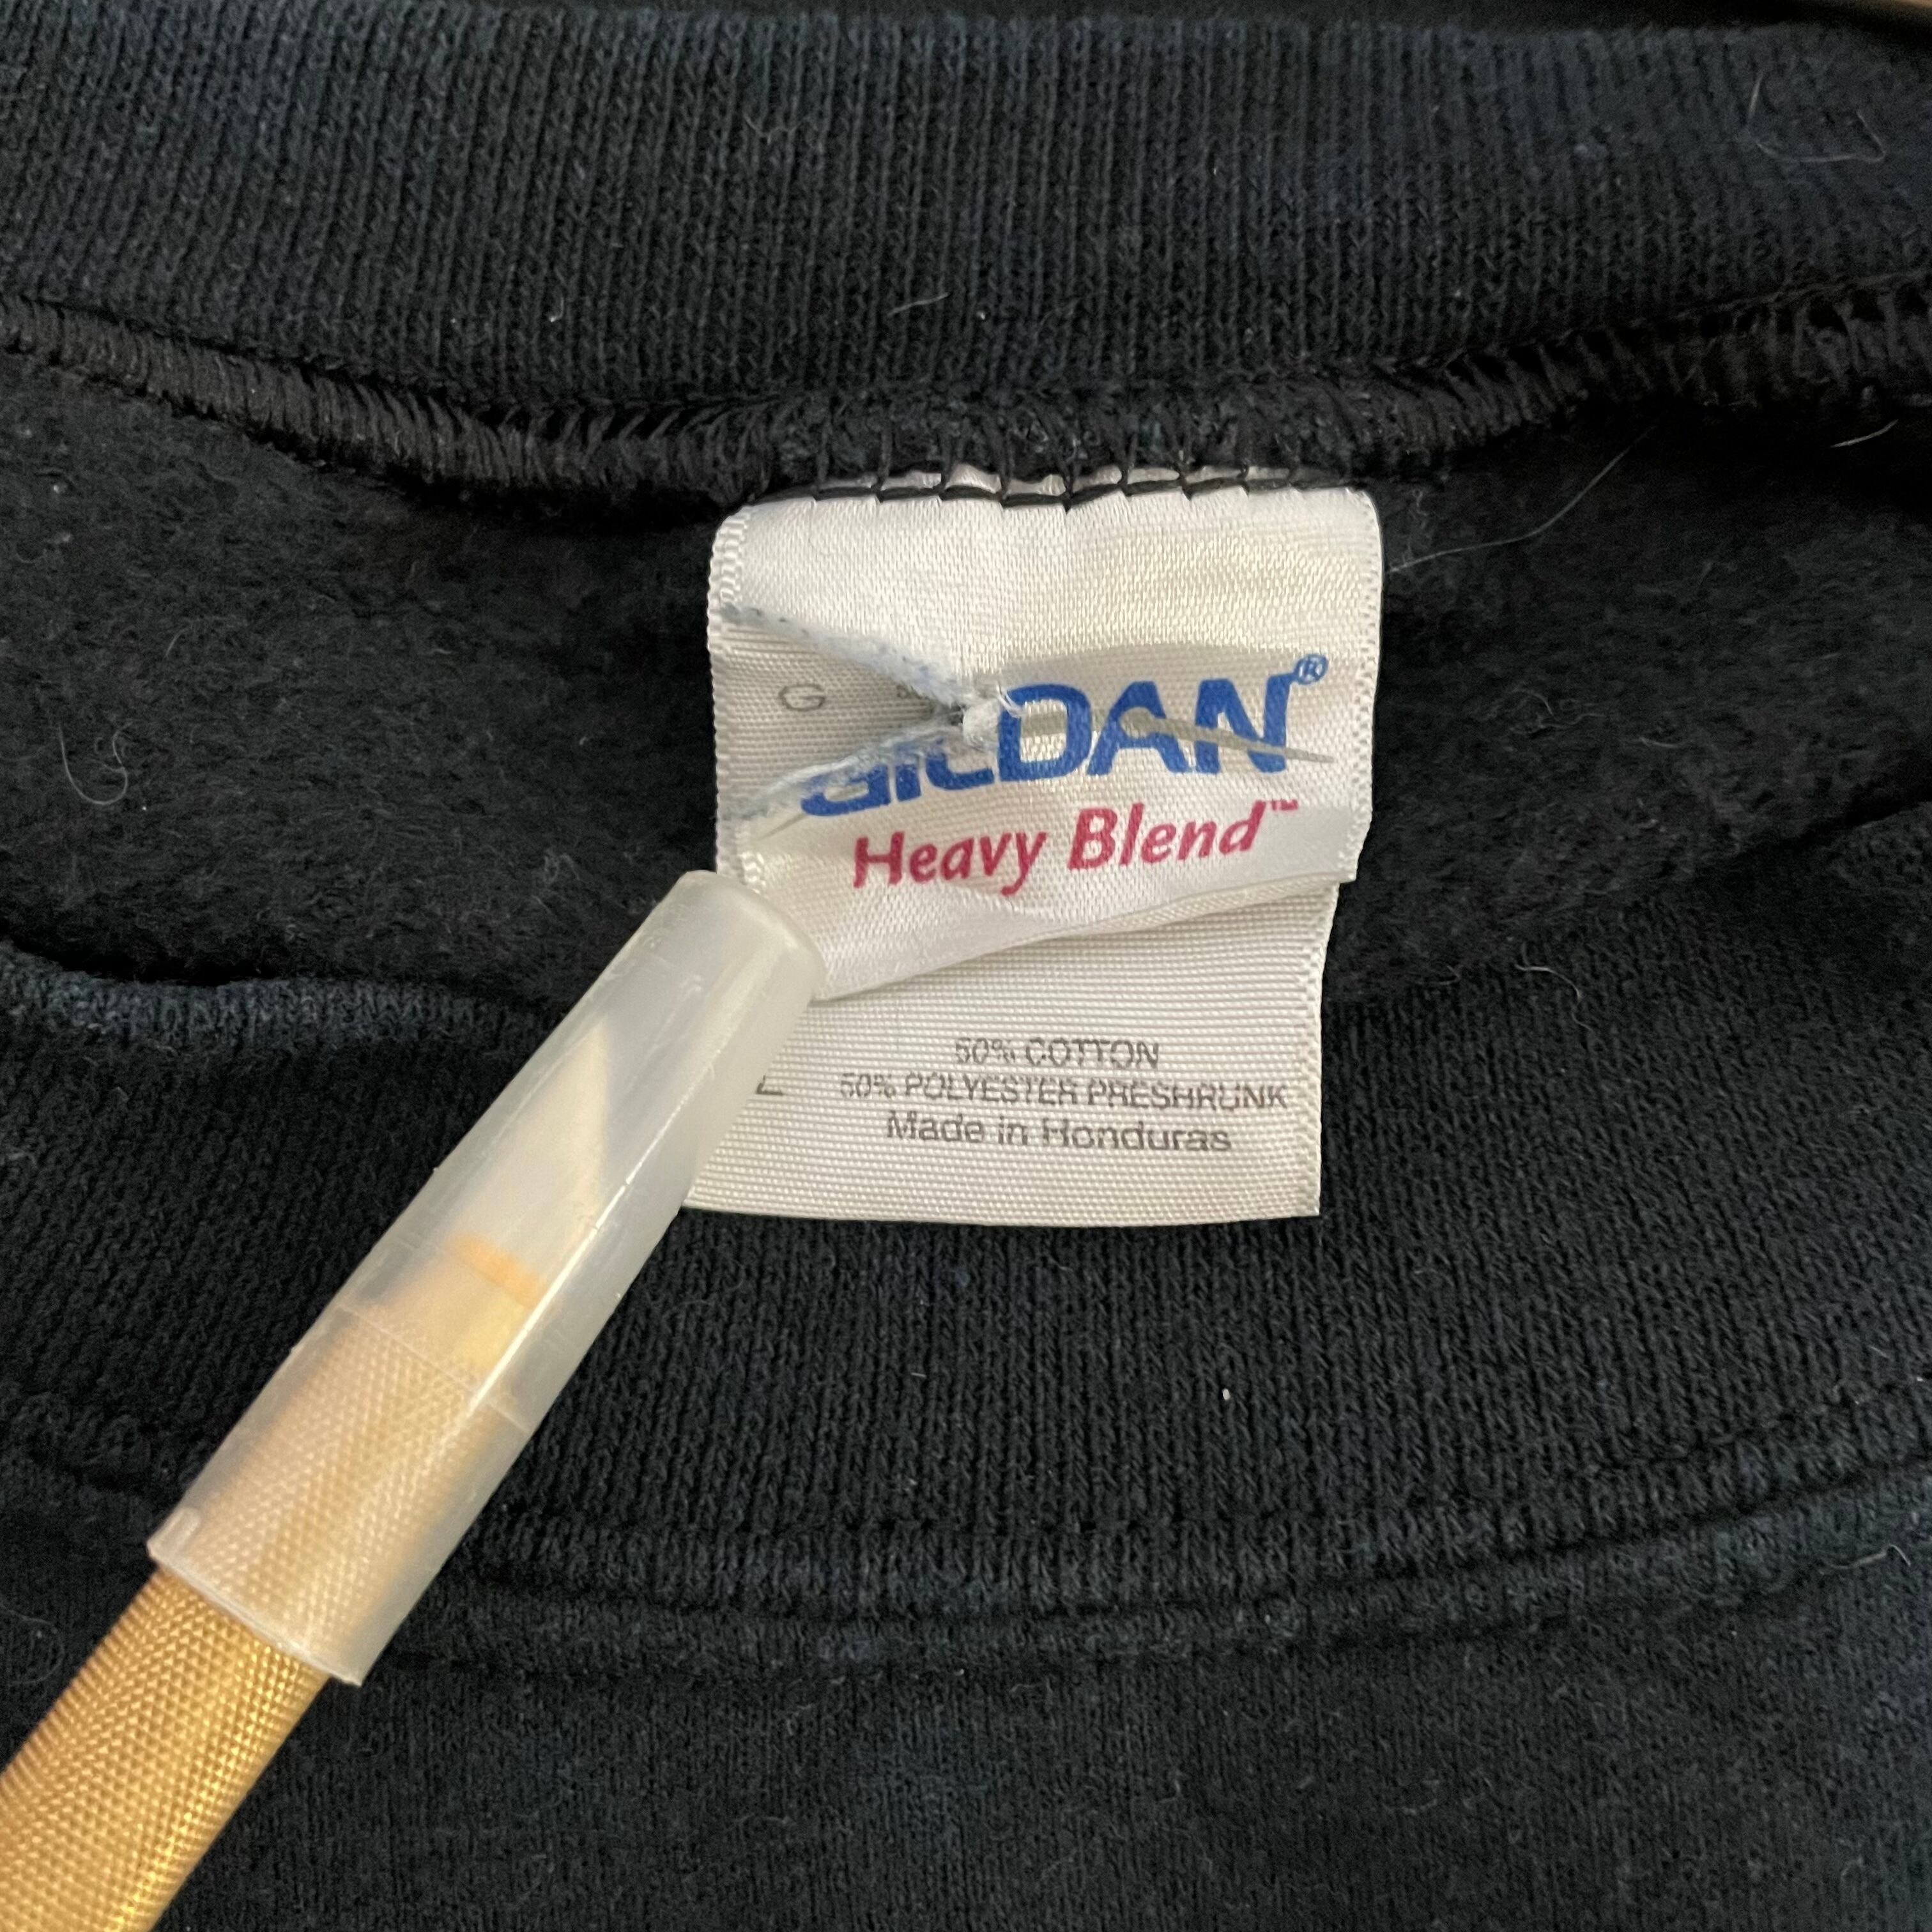 G
GILDAN®
Heavy Blend™
50% COTTON
50% POLYESTER PRESHRUNK
Made in Honduras